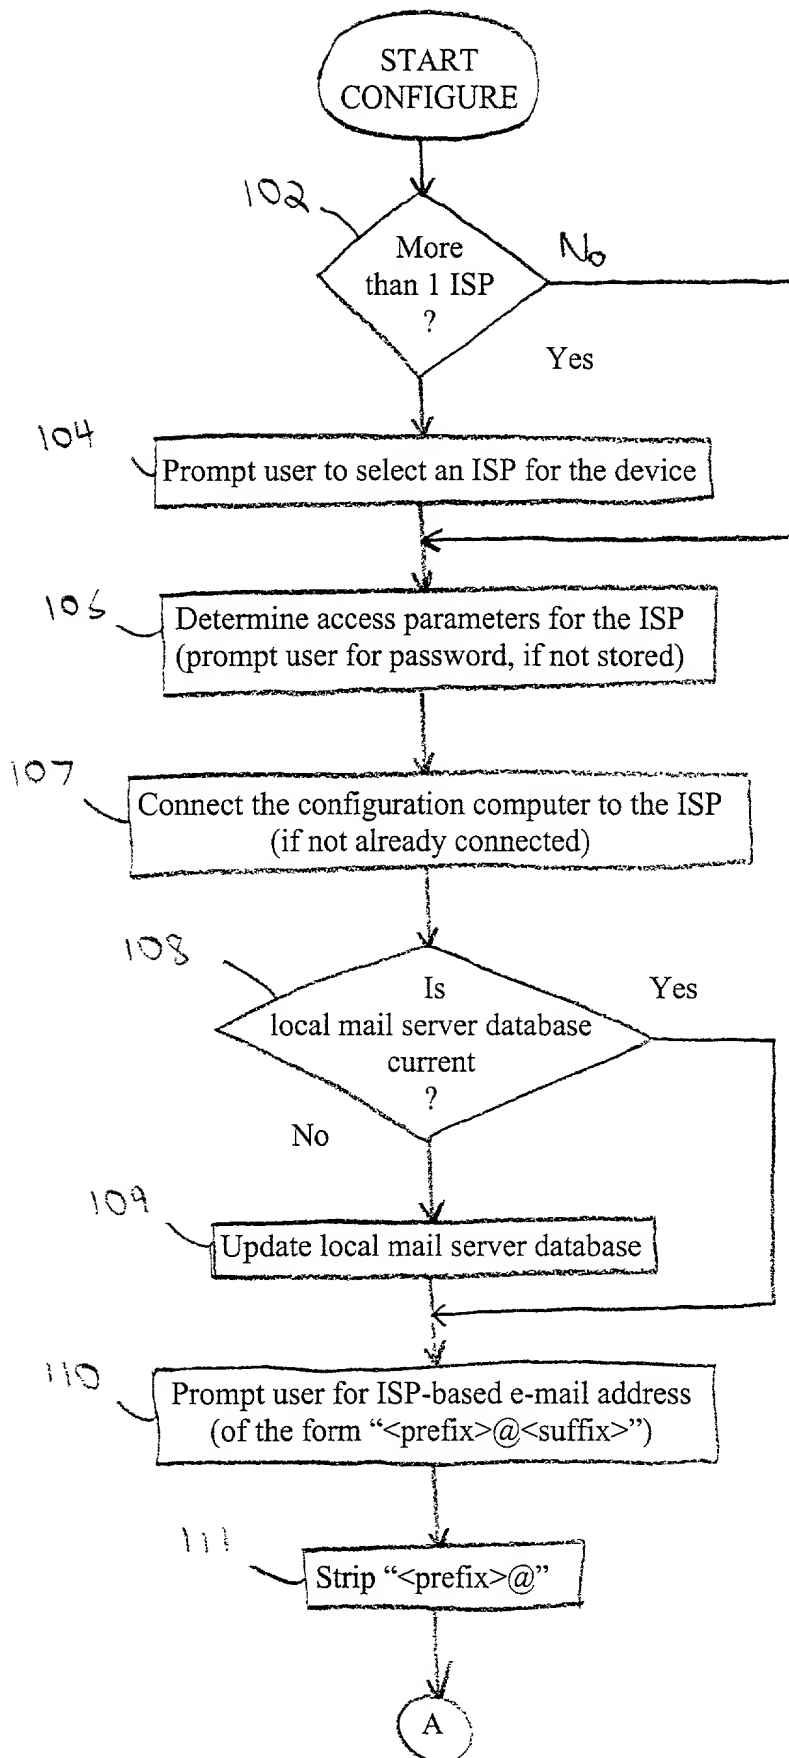 START
CONFIGURE
102
More
than 1 ISP
?
No
Yes
104
Prompt user to select an ISP for the device
106
Determine access parameters for the ISP
(prompt user for password, if not stored)
107
Connect the configuration computer to the ISP
(if not already connected)
108
Is
local mail server database
current
?
Yes
No
109
Update local mail server database
110
Prompt user for ISP-based e-mail address
(of the form “<prefix>@<suffix>”)
111
Strip “<prefix>@”
A